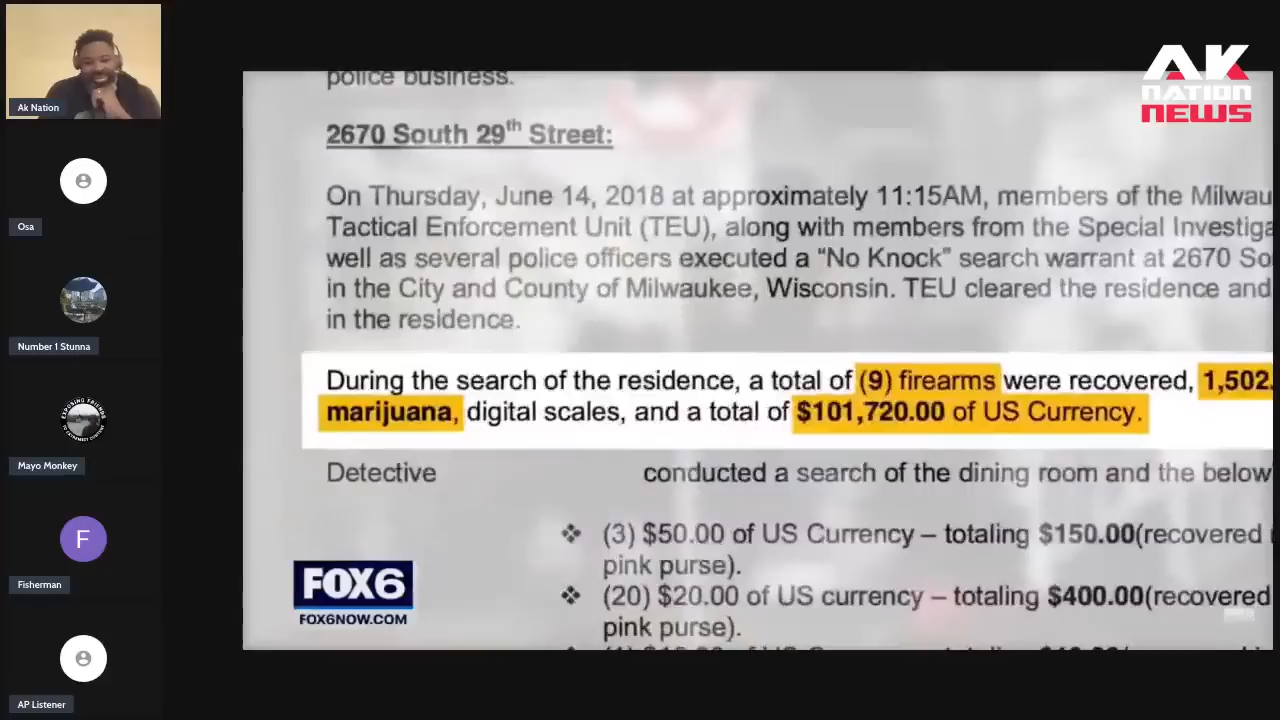 Ak Nation
Osa
Number 1 Stunna
Mayo Monkey
F
Fisherman
AP Listener
AK
NATION
NEWS
police business.
2670 South 29th Street:
On Thursday, June 14, 2018 at approximately 11:15AM, members of the Milwau
Tactical Enforcement Unit (TEU), along with members from the Special Investiga
well as several police officers executed a “No Knock” search warrant at 2670 So
in the City and County of Milwaukee, Wisconsin. TEU cleared the residence and
in the residence.
During the search of the residence, a total of (9) firearms were recovered, 1,502.
marijuana, digital scales, and a total of $101,720.00 of US Currency.
Detective conducted a search of the dining room and the below
❖ (3) $50.00 of US Currency – totaling $150.00(recovered
pink purse).
❖ (20) $20.00 of US currency – totaling $400.00(recovered
pink purse).
FOX6
FOX6NOW.COM